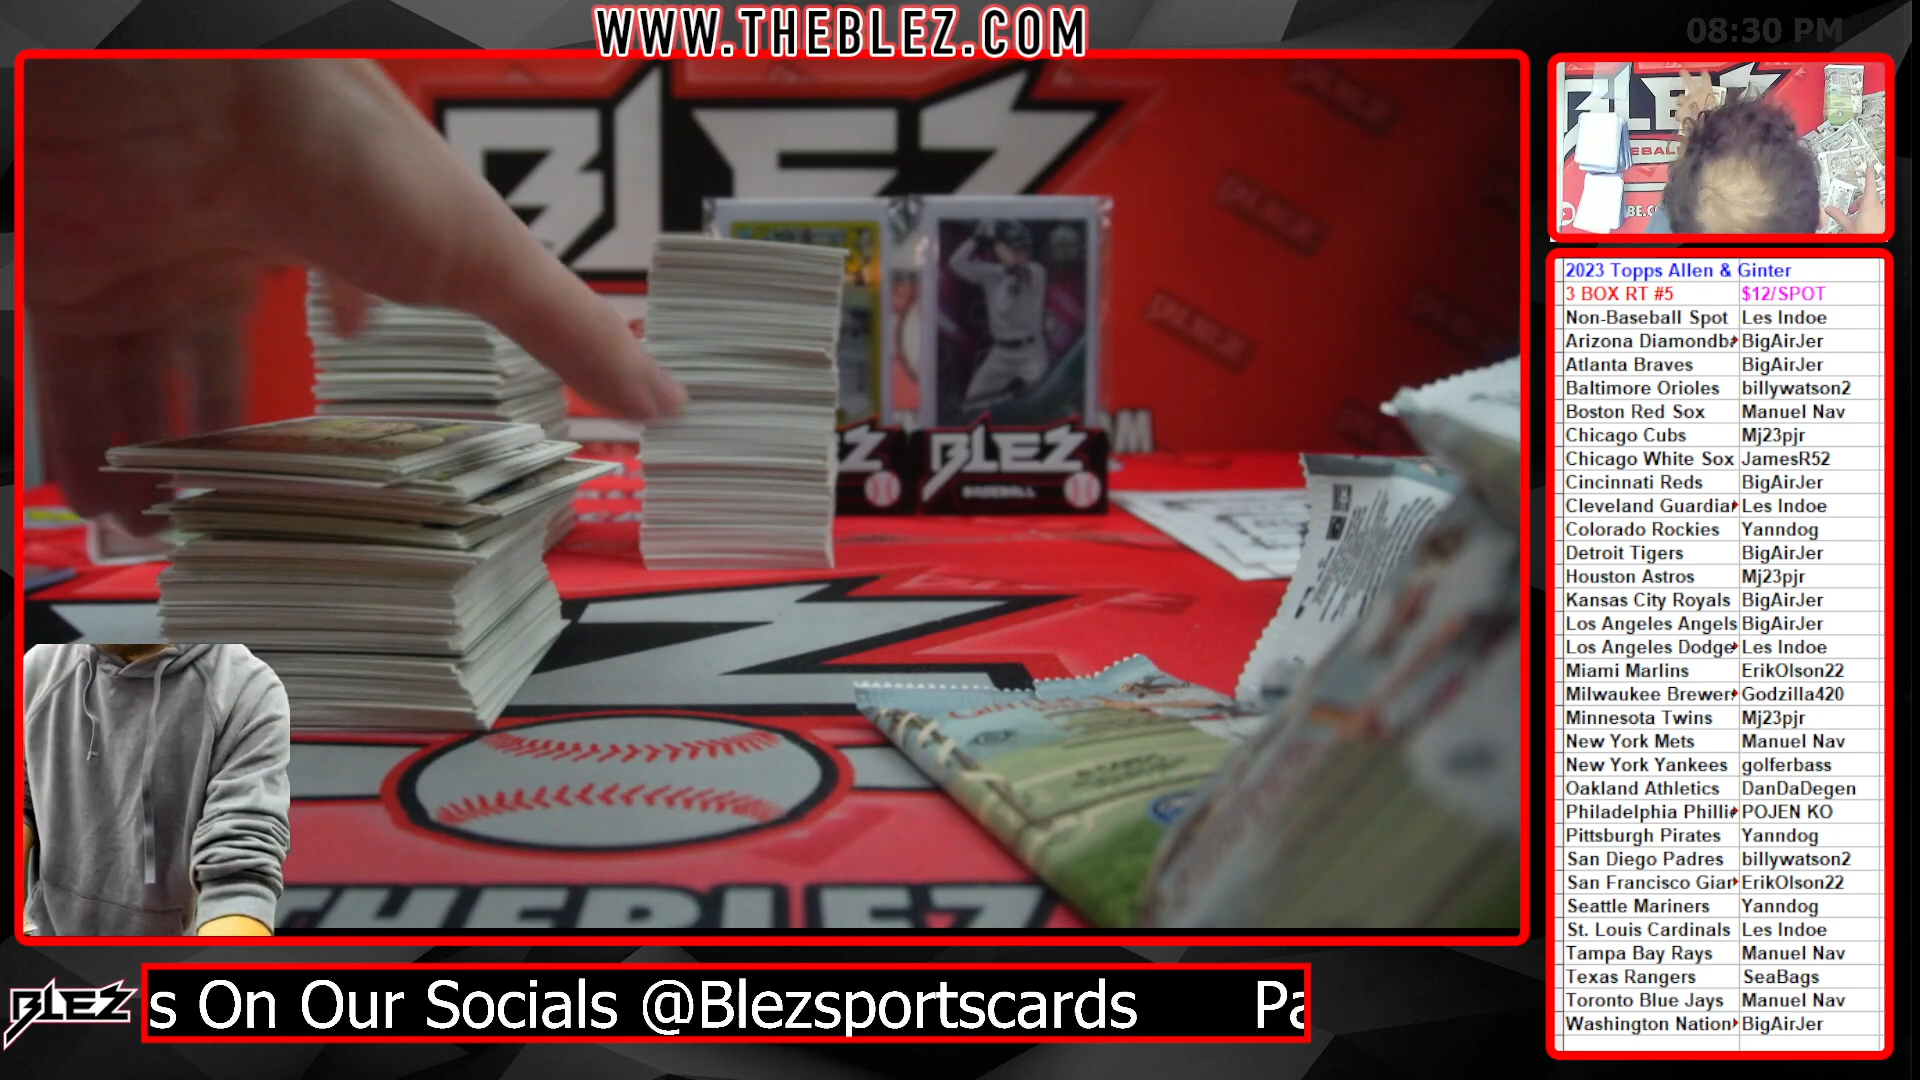 WWW.THEBLEZ.COM
08:30 PM
BLEZ
BLEZ
BASEBALL
THEBLEZ
2023 Topps Allen & Ginter
3 BOX RT #5 $12/SPOT
Non-Baseball Spot Les Indoe
Arizona Diamondba BigAirJer
Atlanta Braves BigAirJer
Baltimore Orioles billywatson2
Boston Red Sox Manuel Nav
Chicago Cubs Mj23pjr
Chicago White Sox JamesR52
Cincinnati Reds BigAirJer
Cleveland Guardia Les Indoe
Colorado Rockies Yanndog
Detroit Tigers BigAirJer
Houston Astros Mj23pjr
Kansas City Royals BigAirJer
Los Angeles Angels BigAirJer
Los Angeles Dodge Les Indoe
Miami Marlins ErikOlson22
Milwaukee Brewer Godzilla420
Minnesota Twins Mj23pjr
New York Mets Manuel Nav
New York Yankees golferbass
Oakland Athletics DanDaDegen
Philadelphia Phillie POJEN KO
Pittsburgh Pirates Yanndog
San Diego Padres billywatson2
San Francisco Gian ErikOlson22
Seattle Mariners Yanndog
St. Louis Cardinals Les Indoe
Tampa Bay Rays Manuel Nav
Texas Rangers SeaBags
Toronto Blue Jays Manuel Nav
Washington Nation BigAirJer
BLEZ
s On Our Socials @Blezsportscards Pa